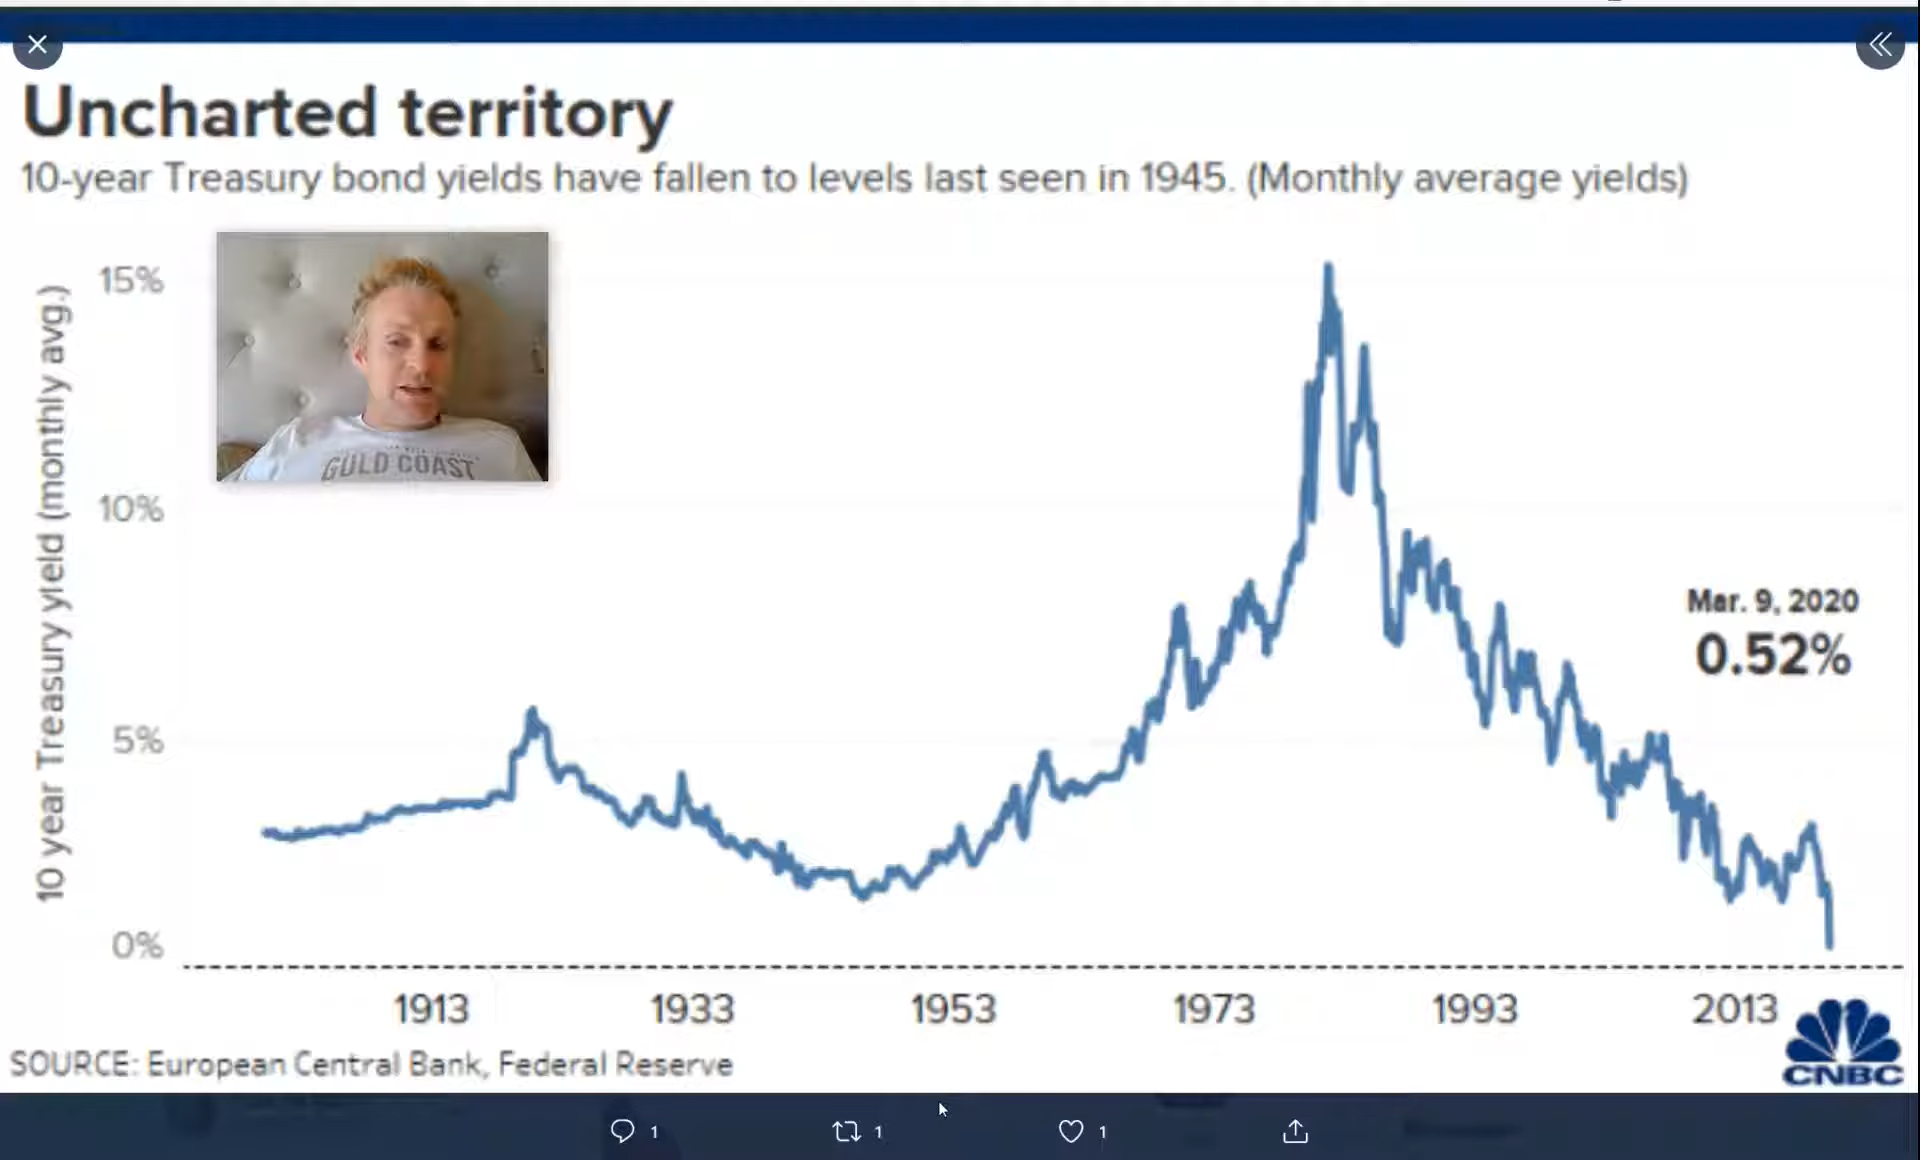 Uncharted territory
10-year Treasury bond yields have fallen to levels last seen in 1945. (Monthly average yields)
10 year Treasury yield (monthly avg.)
15%
GULD COAST
10%
Mar. 9, 2020
0.52%
5%
0%
1913 1933 1953 1973 1993 2013
SOURCE: European Central Bank, Federal Reserve
CNBC
1 1 1